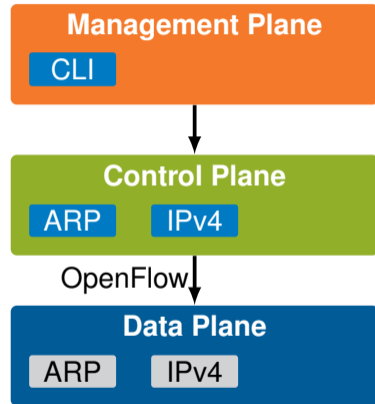 Management Plane
CLI
Control Plane
ARP IPv4
OpenFlow
Data Plane
ARP IPv4